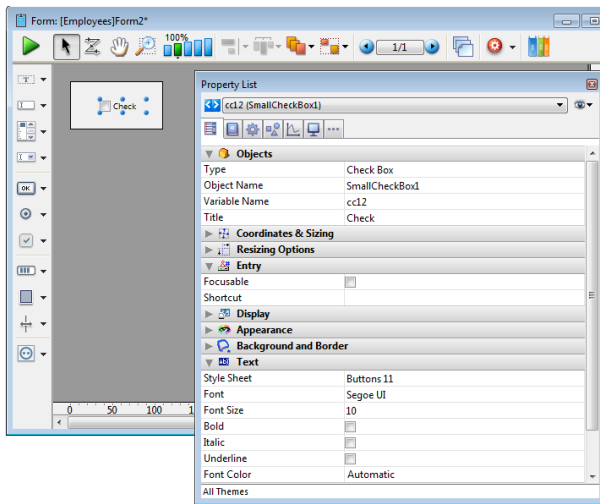 Form: [Employees]Form2*
100%
1/1
Check
OK
0 50 100 1
Property List
cc12 (SmallCheckBox1)
Objects
Type Check Box
Object Name SmallCheckBox1
Variable Name cc12
Title Check
Coordinates & Sizing
Resizing Options
Entry
Focusable
Shortcut
Display
Appearance
Background and Border
Text
Style Sheet Buttons 11
Font Segoe UI
Font Size 10
Bold
Italic
Underline
Font Color Automatic
All Themes